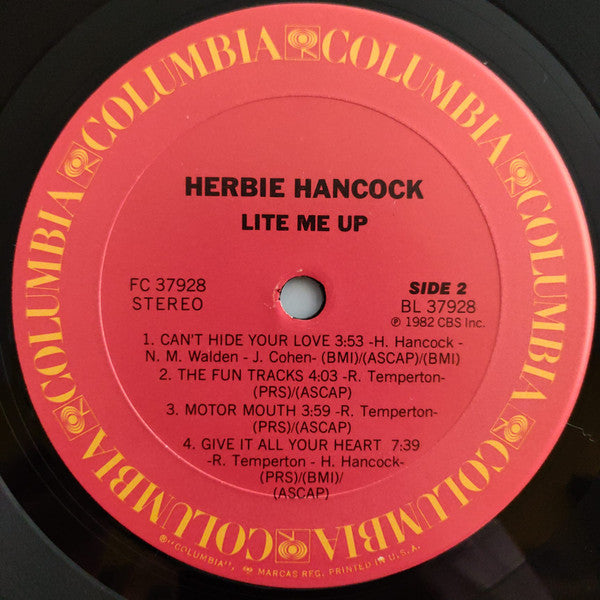 COLUMBIA COLUMBIA COLUMBIA COLUMBIA COLUMBIA COLUMBIA
HERBIE HANCOCK
LITE ME UP
FC 37928
STEREO
SIDE 2
BL 37928
℗ 1982 CBS Inc.
1. CAN'T HIDE YOUR LOVE 3:53 -H. Hancock -
N. M. Walden - J. Cohen- (BMI)/(ASCAP)/(BMI)
2. THE FUN TRACKS 4:03 -R. Temperton-
(PRS)/(ASCAP)
3. MOTOR MOUTH 3:59 -R. Temperton-
(PRS)/(ASCAP)
4. GIVE IT ALL YOUR HEART 7:39
-R. Temperton - H. Hancock-
(PRS)/(BMI)/
(ASCAP)
®"COLUMBIA", MARCAS REG. PRINTED IN U.S.A.